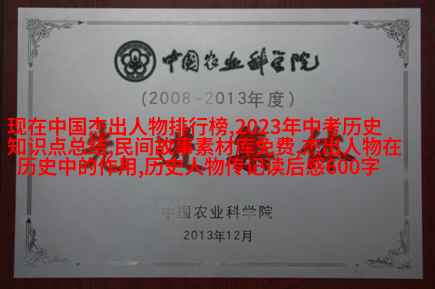 中国农业科学院
(2008~2013年度)
现在中国杰出人物排行榜,2023年中考历史
知识点总结,民间故事素材库免费,杰出人物在
历史中的作用,历史人物传记读后感600字
先进集体
中国农业科学院
2013年12月